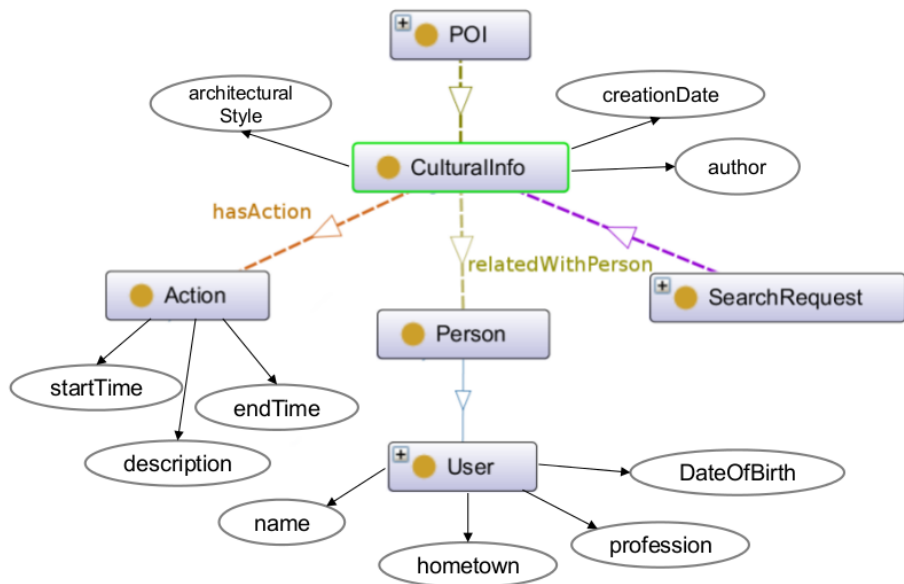 POI
architectural
Style
creationDate
CulturalInfo
author
hasAction
relatedWithPerson
Action
SearchRequest
Person
startTime
endTime
description
User
DateOfBirth
name
profession
hometown